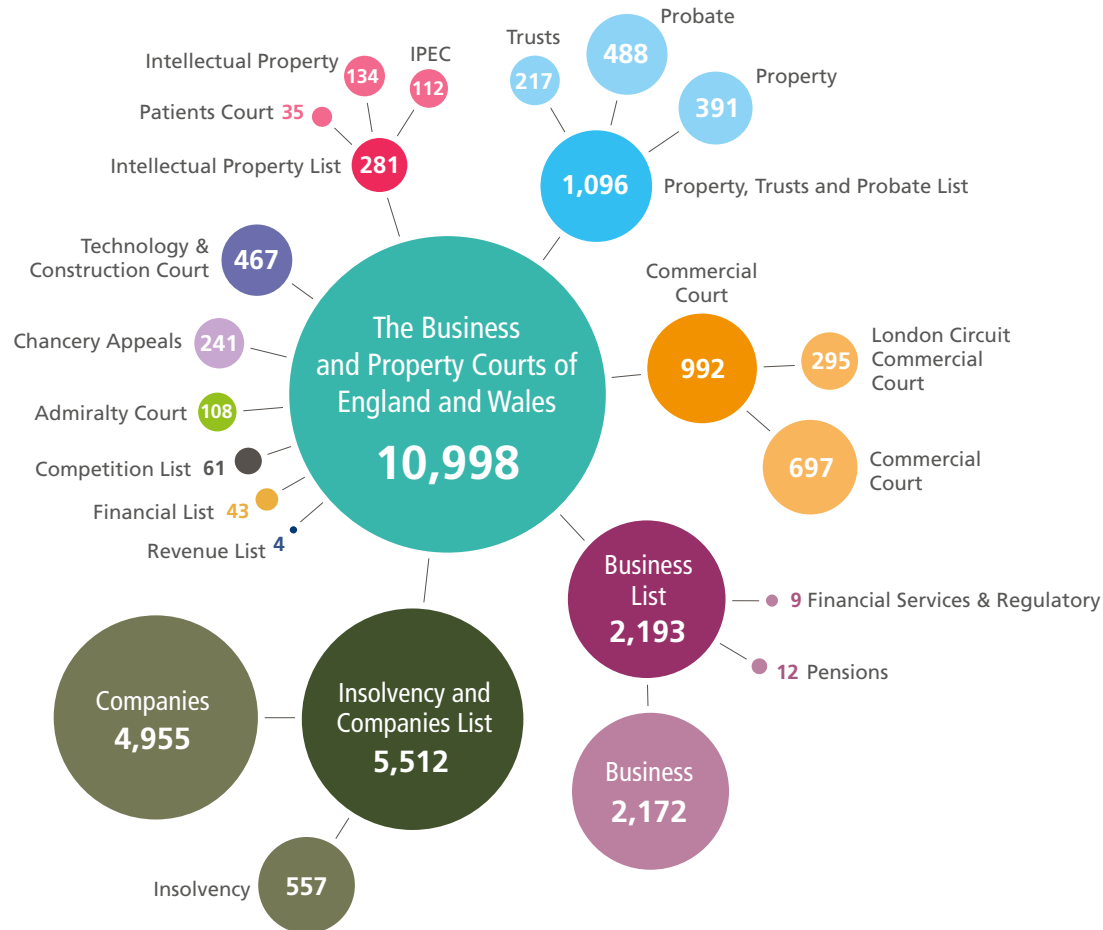 Probate
488
Trusts
217
Property
391
1,096
Property, Trusts and Probate List
IPEC
112
Intellectual Property
134
Patients Court 35
Intellectual Property List
281
Technology &
Construction Court
467
Chancery Appeals
241
Admiralty Court
108
Competition List 61
Financial List 43
Revenue List 4
The Business
and Property Courts of
England and Wales
10,998
Commercial
Court
992
London Circuit
Commercial
Court
295
697
Commercial
Court
Business
List
2,193
9 Financial Services & Regulatory
12 Pensions
Business
2,172
Insolvency and
Companies List
5,512
Companies
4,955
Insolvency
557